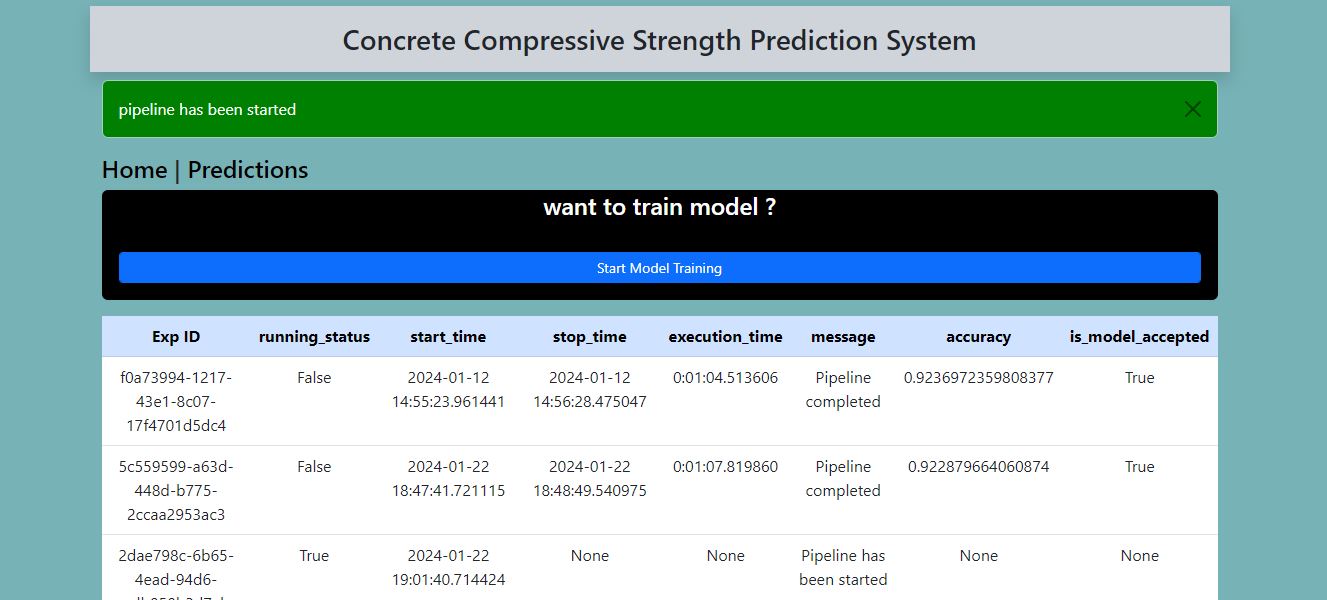 Concrete Compressive Strength Prediction System
pipeline has been started
Home | Predictions
want to train model ?
Start Model Training
Exp ID running_status start_time stop_time execution_time message accuracy is_model_accepted
f0a73994-1217- False 2024-01-12 2024-01-12 0:01:04.513606 Pipeline 0.9236972359808377 True
43e1-8c07- 14:55:23.961441 14:56:28.475047 completed
17f4701d5dc4
5c559599-a63d- False 2024-01-22 2024-01-22 0:01:07.819860 Pipeline 0.922879664060874 True
448d-b775- 18:47:41.721115 18:48:49.540975 completed
2ccaa2953ac3
2dae798c-6b65- True 2024-01-22 None None Pipeline has None None
4ead-94d6- 19:01:40.714424 been started